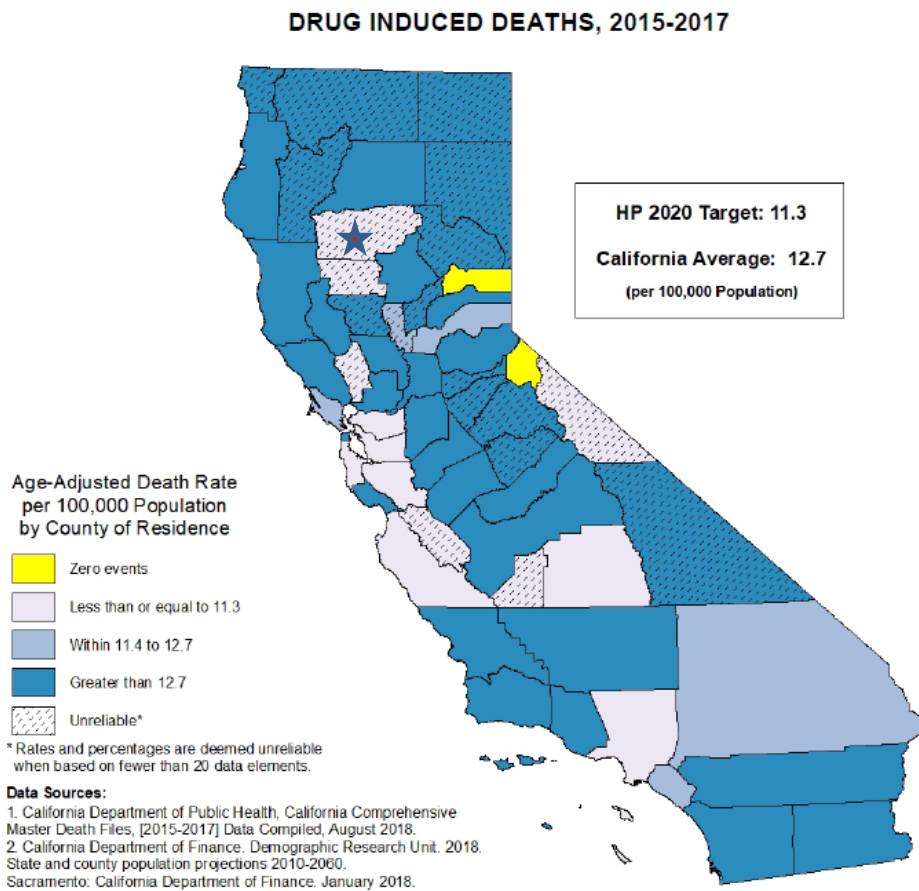 DRUG INDUCED DEATHS, 2015-2017
HP 2020 Target: 11.3
California Average: 12.7
(per 100,000 Population)
Age-Adjusted Death Rate
per 100,000 Population
by County of Residence
Zero events
Less than or equal to 11.3
Within 11.4 to 12.7
Greater than 12.7
Unreliable*
* Rates and percentages are deemed unreliable
when based on fewer than 20 data elements.
Data Sources:
1. California Department of Public Health, California Comprehensive
Master Death Files, [2015-2017] Data Compiled, August 2018.
2. California Department of Finance. Demographic Research Unit. 2018.
State and county population projections 2010-2060.
Sacramento: California Department of Finance. January 2018.